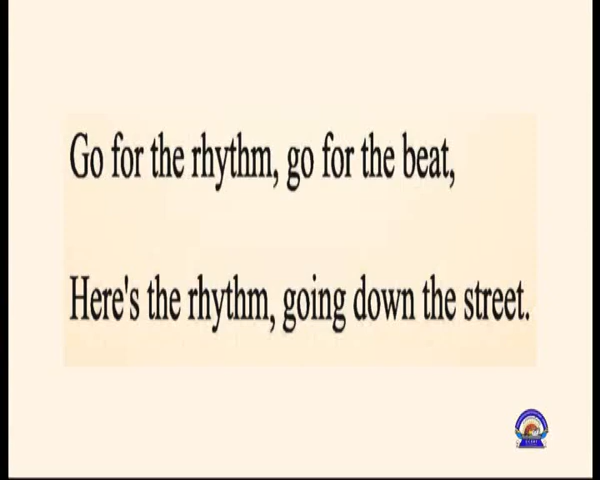 Go for the rhythm, go for the beat,
Here's the rhythm, going down the street.